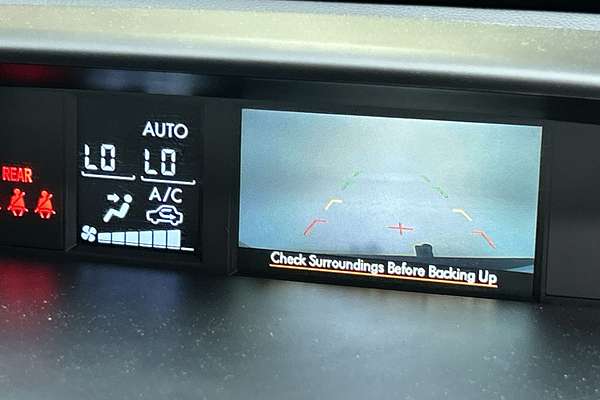 AUTO
LO LO
REAR
A/C
Check Surroundings Before Backing Up